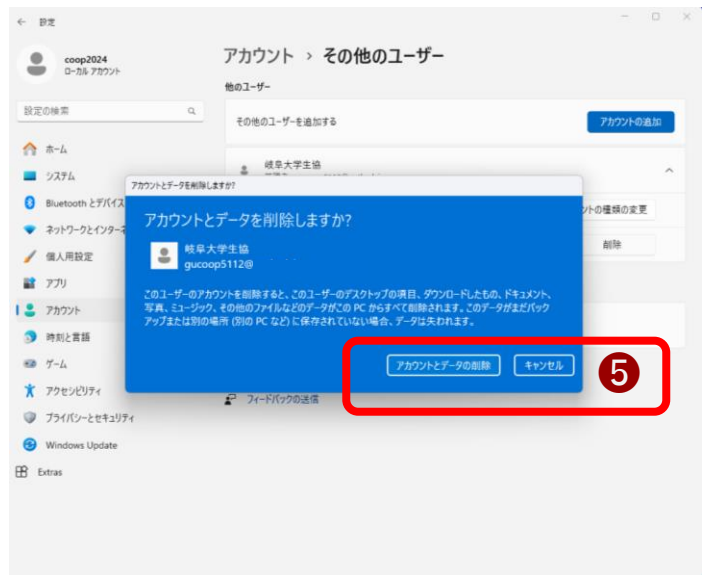 ← 設定
coop2024
ローカル アカウント
設定の検索
ホーム
システム
Bluetooth とデバイス
ネットワークとインターネ
個人用設定
アプリ
アカウント
時刻と言語
ゲーム
アクセシビリティ
プライバシーとセキュリティ
Windows Update
Extras
アカウント › その他のユーザー
他のユーザー
その他のユーザーを追加する
アカウントの追加
岐阜大学生協
ントの種類の変更
削除
アカウントとデータを削除しますか?
アカウントとデータを削除しますか?
岐阜大学生協
gucoop5112@
このユーザーのアカウントを削除すると、このユーザーのデスクトップの項目、ダウンロードしたもの、ドキュメント、
写真、ミュージック、その他のファイルなどのデータがこの PC からすべて削除されます。このデータがまだバック
アップまたは別の場所 (別の PC など) に保存されていない場合、データは失われます。
アカウントとデータの削除
キャンセル
5
フィードバックの送信